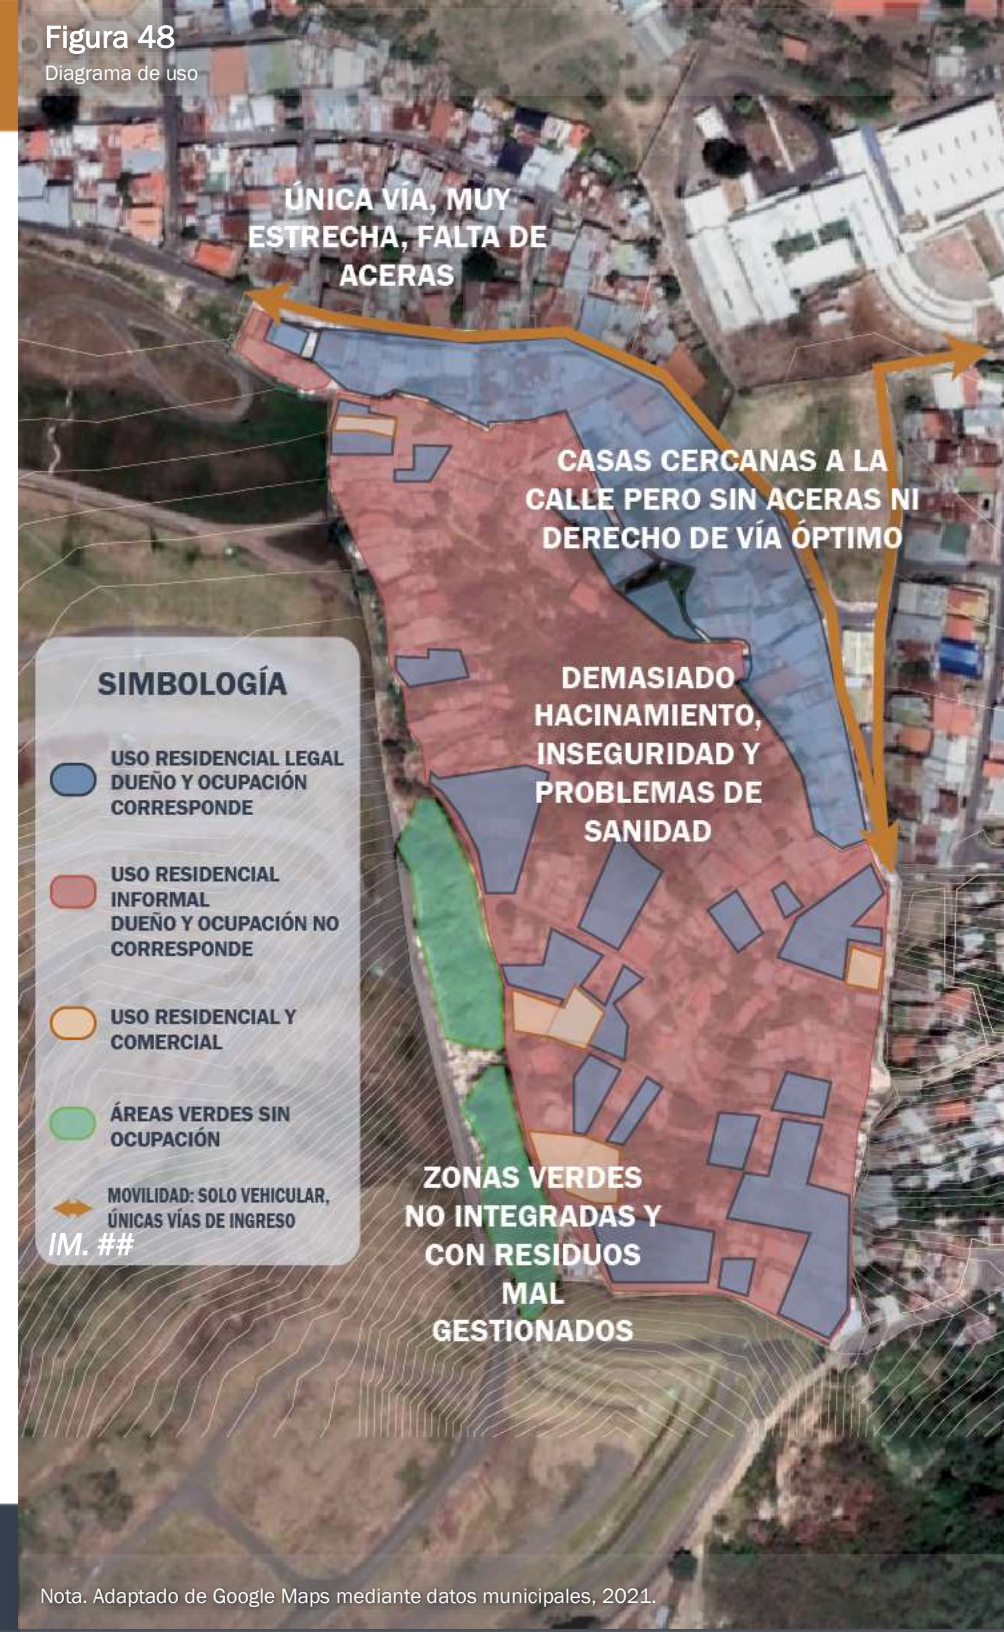 Figura 48
Diagrama de uso
ÚNICA VÍA, MUY
ESTRECHA, FALTA DE
ACERAS
CASAS CERCANAS A LA
CALLE PERO SIN ACERAS NI
DERECHO DE VÍA ÓPTIMO
DEMASIADO
HACINAMIENTO,
INSEGURIDAD Y
PROBLEMAS DE
SANIDAD
SIMBOLOGÍA
USO RESIDENCIAL LEGAL
DUEÑO Y OCUPACIÓN
CORRESPONDE
USO RESIDENCIAL
INFORMAL
DUEÑO Y OCUPACIÓN NO
CORRESPONDE
USO RESIDENCIAL Y
COMERCIAL
ÁREAS VERDES SIN
OCUPACIÓN
MOVILIDAD: SOLO VEHICULAR,
ÚNICAS VÍAS DE INGRESO
IM. ##
ZONAS VERDES
NO INTEGRADAS Y
CON RESIDUOS
MAL
GESTIONADOS
Nota. Adaptado de Google Maps mediante datos municipales, 2021.